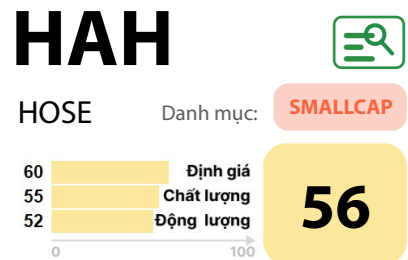 HAH
HOSE Danh mục: SMALLCAP
60 Định giá
55 Chất lượng
52 Động lượng
0 100
56